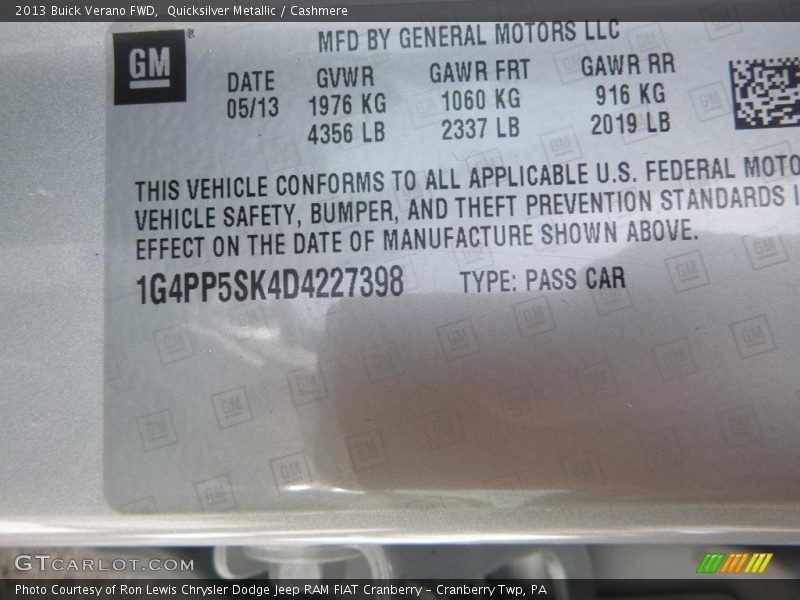 2013 Buick Verano FWD, Quicksilver Metallic / Cashmere
GM ®
MFD BY GENERAL MOTORS LLC
DATE GVWR GAWR FRT GAWR RR
05/13 1976 KG 1060 KG 916 KG
4356 LB 2337 LB 2019 LB
THIS VEHICLE CONFORMS TO ALL APPLICABLE U.S. FEDERAL MOTO
VEHICLE SAFETY, BUMPER, AND THEFT PREVENTION STANDARDS I
EFFECT ON THE DATE OF MANUFACTURE SHOWN ABOVE.
1G4PP5SK4D4227398 TYPE: PASS CAR
GTCARLOT.COM
Photo Courtesy of Ron Lewis Chrysler Dodge Jeep RAM FIAT Cranberry – Cranberry Twp, PA